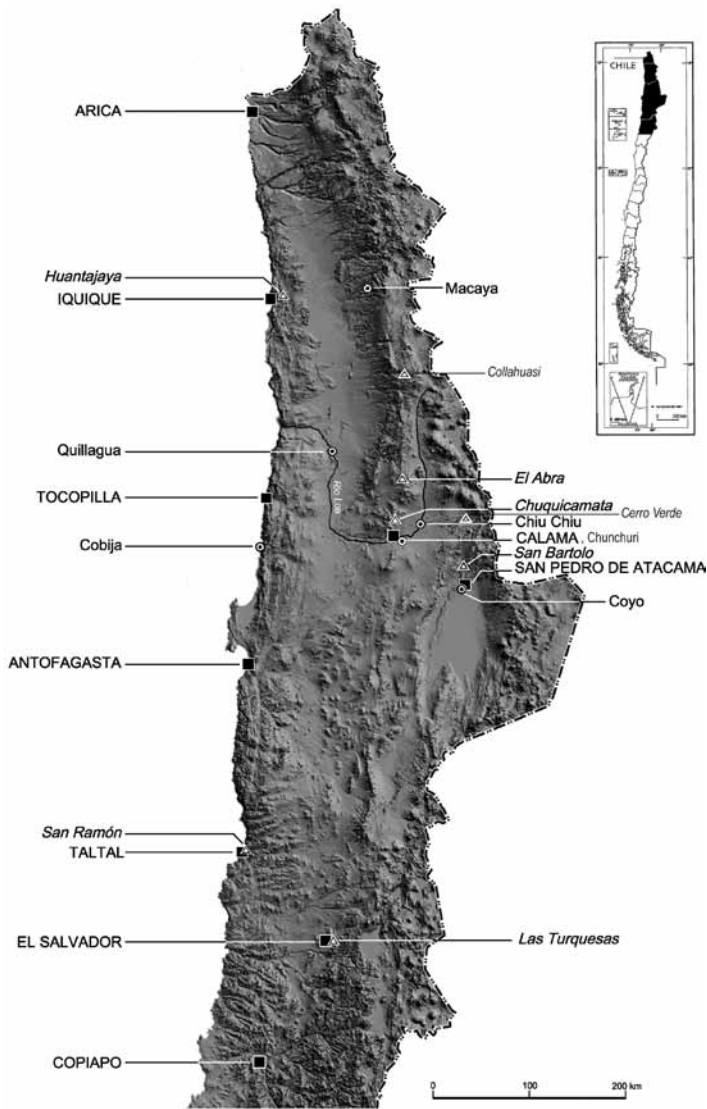 CHILE
ARICA
Huantajaya
IQUIQUE
Macaya
Collahuasi
Quillagua
Río Loa
El Abra
TOCOPILLA
Chuquicamata
Cerro Verde
Chiu Chiu
Cobija
CALAMA , Chunchuri
San Bartolo
SAN PEDRO DE ATACAMA
Coyo
ANTOFAGASTA
San Ramón
TALTAL
EL SALVADOR
Las Turquesas
COPIAPO
0 100 200 km